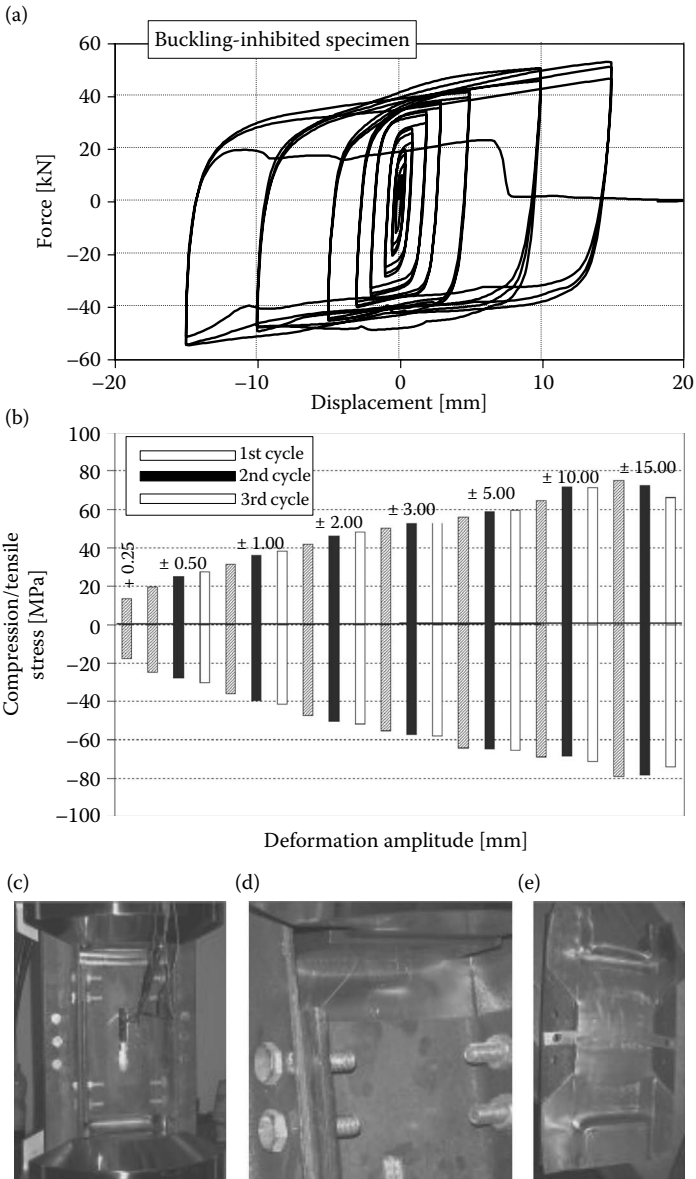 (a)
Buckling-inhibited specimen
60
40
20
0
−20
−40
−60
Force [kN]
−20
−10
0
10
20
Displacement [mm]
(b)
100
80
60
40
20
0
−20
−40
−60
−80
−100
Compression/tensile
stress [MPa]
1st cycle
2nd cycle
3rd cycle
+ 0.25
± 0.50
± 1.00
± 2.00
± 3.00
± 5.00
± 10.00
± 15.00
Deformation amplitude [mm]
(c)
(d)
(e)